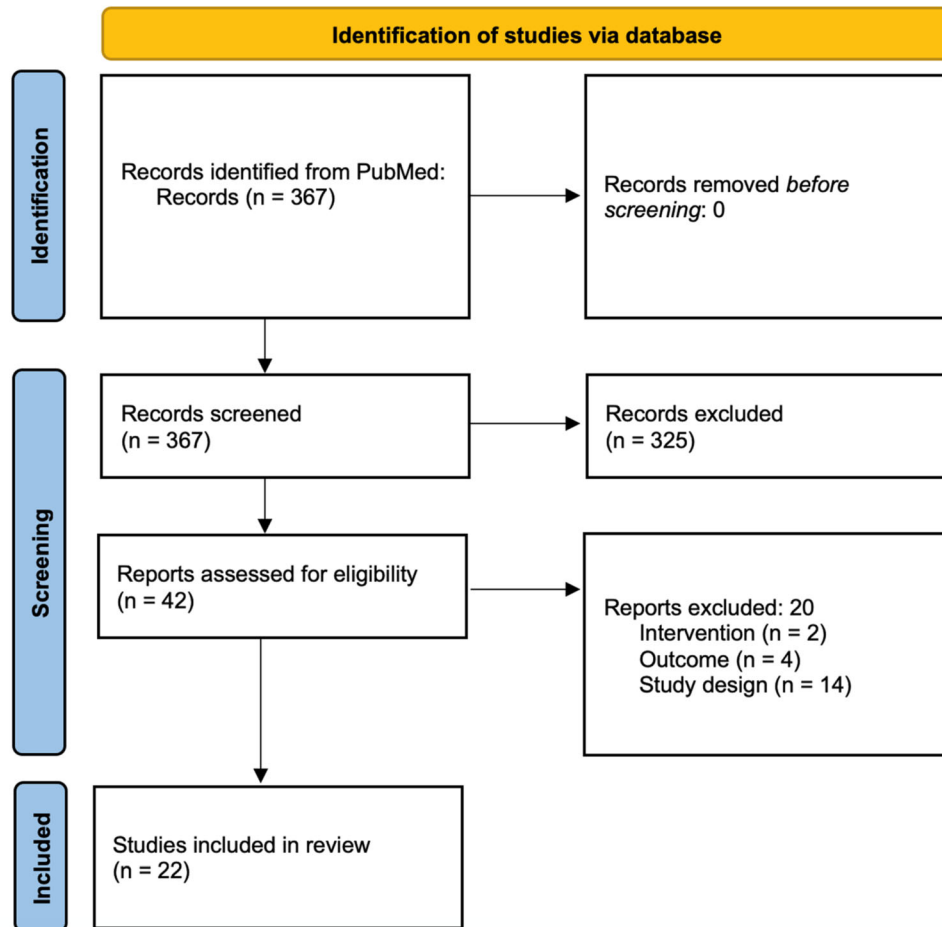 Identification of studies via database
Identification
Records identified from PubMed:
Records (n = 367)
Records removed before
screening: 0
Screening
Records screened
(n = 367)
Records excluded
(n = 325)
Reports assessed for eligibility
(n = 42)
Reports excluded: 20
Intervention (n = 2)
Outcome (n = 4)
Study design (n = 14)
Included
Studies included in review
(n = 22)